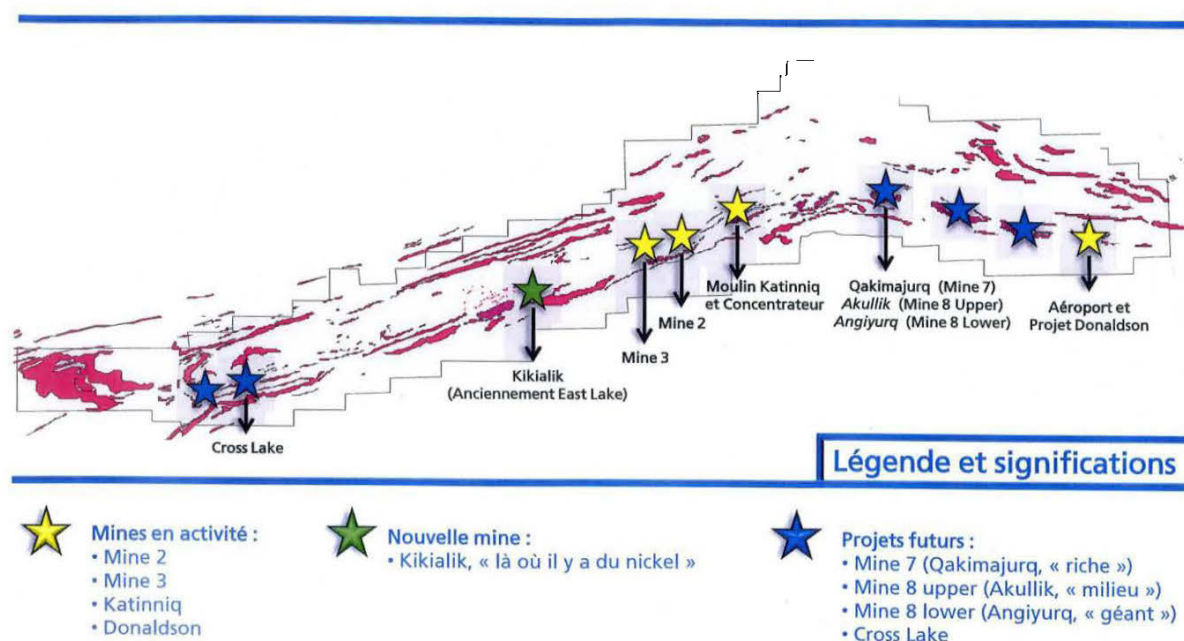 Moulin Katinniq
et Concentrateur
Qakimajurq (Mine 7)
Akullik (Mine 8 Upper)
Angiyurq (Mine 8 Lower)
Aéroport et
Projet Donaldson
Mine 2
Mine 3
Kikialik
(Anciennement East Lake)
Cross Lake
Légende et significations
Mines en activité :
• Mine 2
• Mine 3
• Katinniq
• Donaldson
Nouvelle mine :
• Kikialik, « là où il y a du nickel »
Projets futurs :
• Mine 7 (Qakimajurq, « riche »)
• Mine 8 upper (Akullik, « milieu »)
• Mine 8 lower (Angiyurq, « géant »)
• Cross Lake